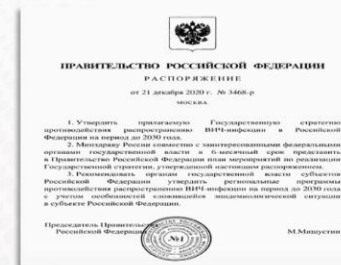 ПРАВИТЕЛЬСТВО РОССИЙСКОЙ ФЕДЕРАЦИИ
РАСПОРЯЖЕНИЕ
от 21 декабря 2020 г. № 3468-р
МОСКВА
1. Утвердить прилагаемую Государственную стратегию
противодействия распространению ВИЧ-инфекции в Российской
Федерации на период до 2030 года.
2. Минздраву России совместно с заинтересованными федеральными
органами государственной власти в 6-месячный срок представить
в Правительство Российской Федерации план мероприятий по реализации
Государственной стратегии, утвержденной настоящим распоряжением.
3. Рекомендовать органам государственной власти субъектов
Российской Федерации утвердить региональные программы
противодействия распространению ВИЧ-инфекции на период до 2030 года
с учетом особенностей сложившейся эпидемиологической ситуации
в субъекте Российской Федерации.
Председатель Правительства
Российской Федерации
М.Мишустин
№1